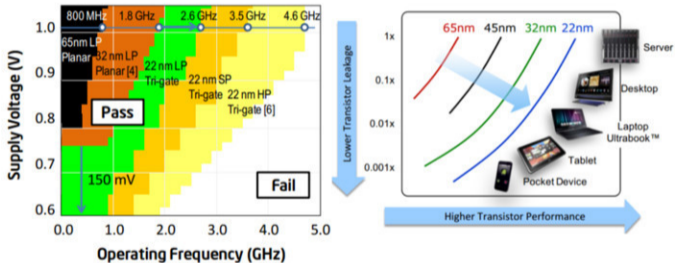 800 MHz 1.8 GHz 2.6 GHz 3.5 GHz 4.6 GHz
Supply Voltage (V)
1.0
0.9
0.8
0.7
0.6
65nm LP
Planar
32 nm LP
Planar [4]
22 nm LP
Tri-gate
22 nm SP
Tri-gate
22 nm HP
Tri-gate [6]
Pass
150 mV
Fail
0.0 1.0 2.0 3.0 4.0 5.0
Operating Frequency (GHz)
Lower Transistor Leakage
65nm 45nm 32nm 22nm
1x
0.1x
0.01x
0.001x
Server
Desktop
Laptop
Ultrabook™
Tablet
Pocket Device
Higher Transistor Performance